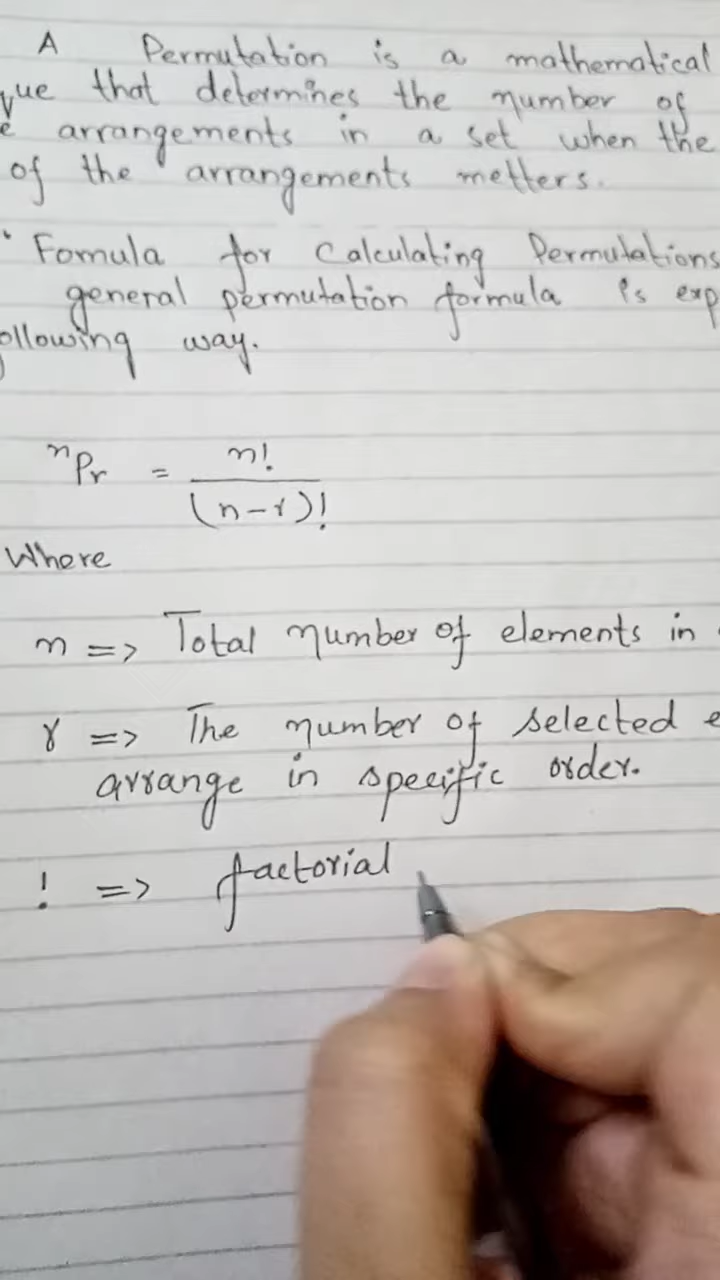 A Permutation is a mathematical
que that determines the number of
e arrangements in a set when the
of the arrangements metters.
• Fomula for Calculating Permutations
general permutation formula is exp
ollowing way.
ⁿPr = n! / (n-r)!
Where
n => Total number of elements in
r => The number of selected e
arrange in specific order.
! => factorial